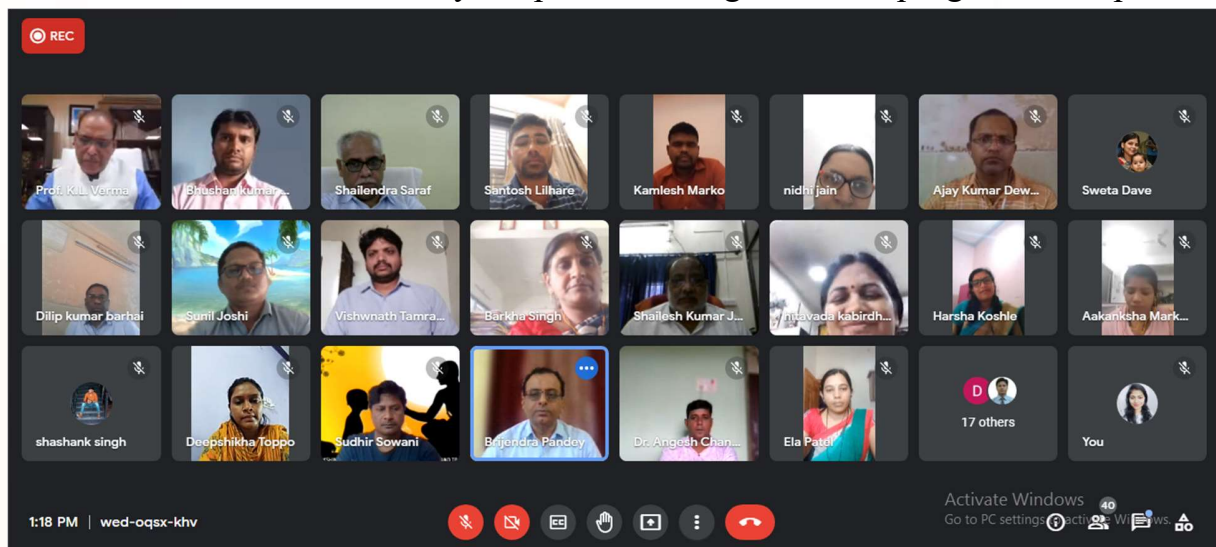 REC
Prof. K.L. Verma
Bhushan kumar ...
Shailendra Saraf
Santosh Lilhare
Kamlesh Marko
nidhi jain
Ajay Kumar Dew...
Sweta Dave
Dilip kumar barhai
Sunil Joshi
Vishwnath Tamra...
Barkha Singh
Shailesh Kumar J...
hitavada kabirdh...
Harsha Koshle
Aakanksha Mark...
shashank singh
Deepshikha Toppo
Sudhir Sowani
Brijendra Pandey
Dr. Angesh Chan...
Ela Patel
D
17 others
You
Activate Windows
Go to PC settings to activate Windows.
40
CC
1:18 PM | wed-oqsx-khv